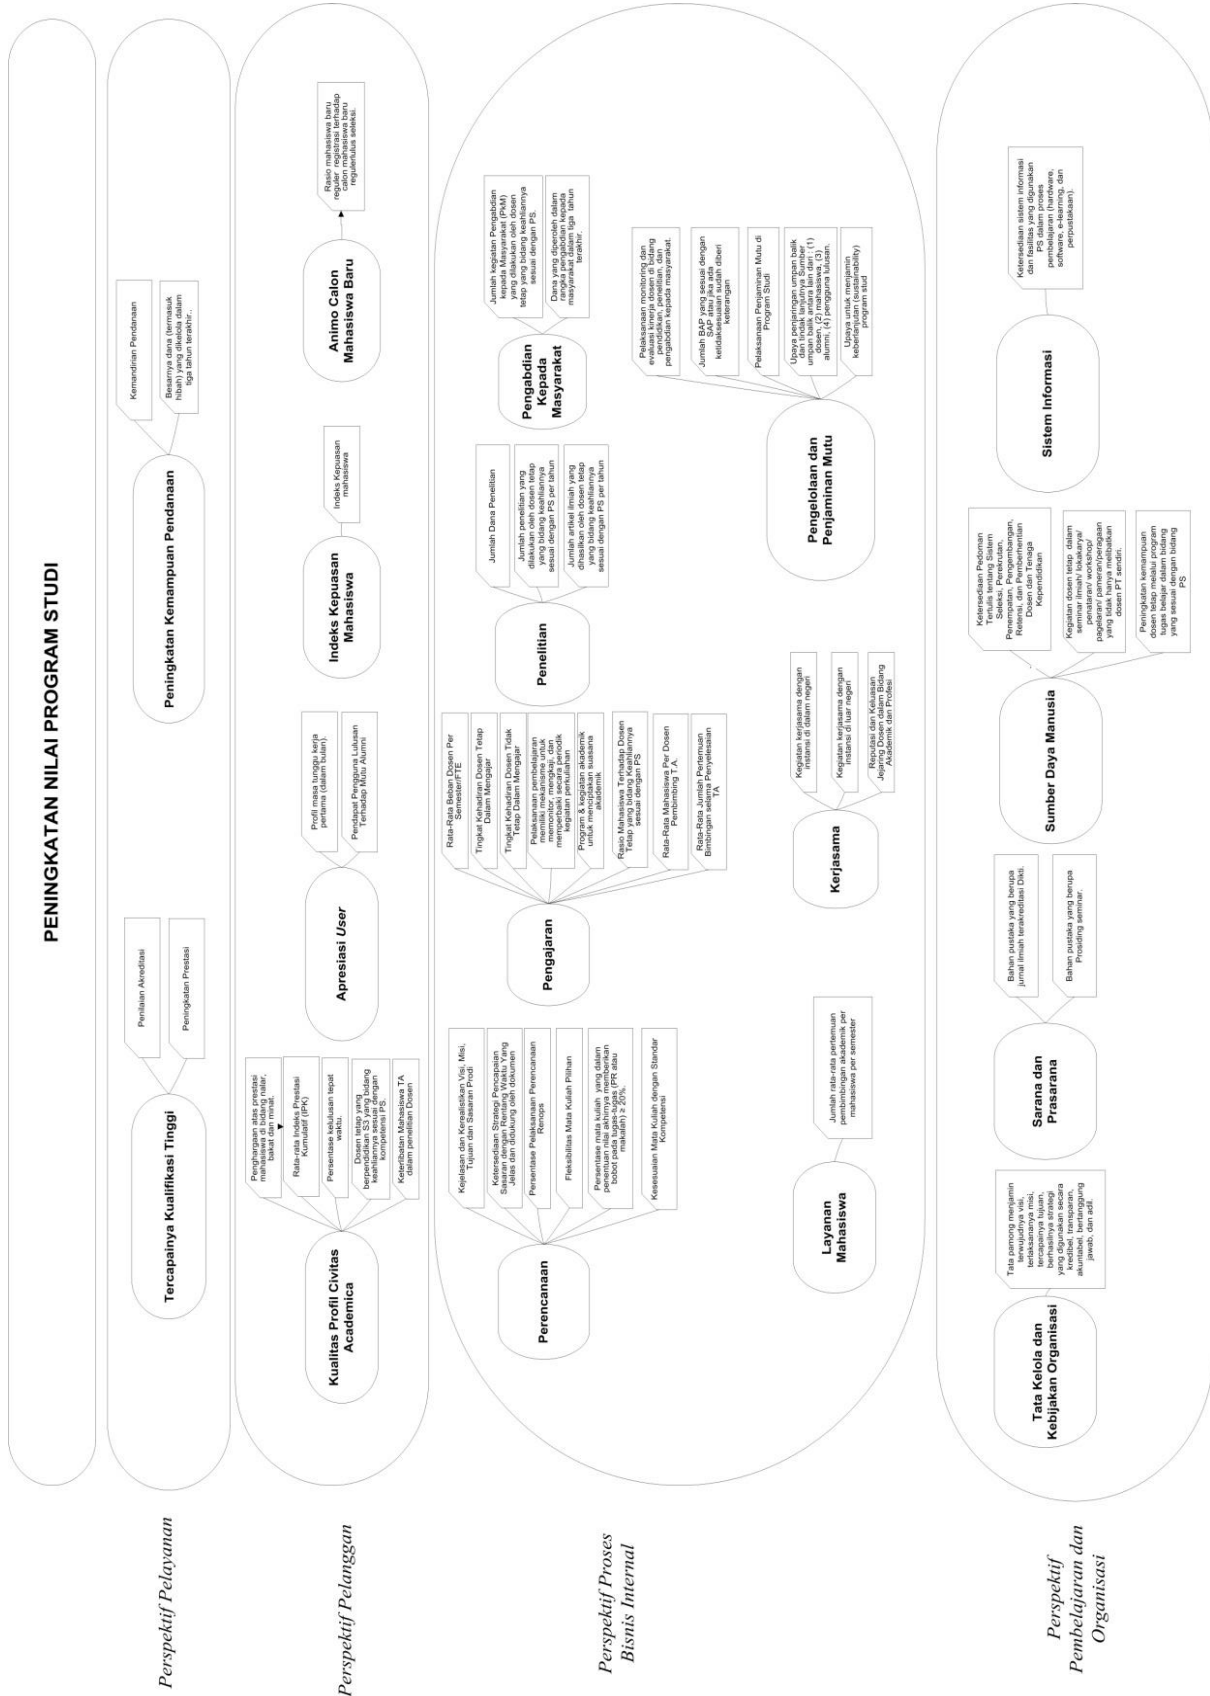 PENINGKATAN NILAI PROGRAM STUDI
Perspektif Pelayanan
Tercapainya Kualifikasi Tinggi
Penilaian Akreditasi
Peningkatan Prestasi
Peningkatan Kemampuan Pendanaan
Kemandirian Pendanaan
Besarnya dana (termasuk
hibah) yang dikelola dalam
tiga tahun terakhir..
Perspektif Pelanggan
Kualitas Profil Civitas
Academica
Penghargaan atas prestasi
mahasiswa di bidang nalar,
bakat dan minat.
Rata-rata Indeks Prestasi
Kumulatif (IPK)
Persentase kelulusan tepat
waktu.
Dosen tetap yang
berpendidikan S3 yang bidang
keahliannya sesuai dengan
kompetensi PS.
Keterlibatan Mahasiswa TA
dalam penelitian Dosen
Apresiasi User
Profil masa tunggu kerja
pertama (dalam bulan).
Pendapat Pengguna Lulusan
Terhadap Mutu Alumni
Indeks Kepuasan
Mahasiswa
Indeks Kepuasan
mahasiswa
Animo Calon
Mahasiswa Baru
Rasio mahasiswa baru
reguler registrasi terhadap
calon mahasiswa baru
regulerlulus seleksi.
Perspektif Proses
Bisnis Internal
Perencanaan
Kejelasan dan Kerealistikan Visi, Misi,
Tujuan dan Sasaran Prodi
Ketersediaan Strategi Pencapaian
Sasaran dengan Rentang Waktu Yang
Jelas dan didukung oleh dokumen
Persentase Pelaksanaan Perencanaan
Renops
Fleksibilitas Mata Kuliah Pilihan
Persentase mata kuliah yang dalam
penentuan nilai akhirnya memberikan
bobot pada tugas-tugas (PR atau
makalah) ≥ 20%.
Kesesuaian Mata Kuliah dengan Standar
Kompetensi
Pengajaran
Rata-Rata Beban Dosen Per
Semester/FTE
Tingkat Kehadiran Dosen Tetap
Dalam Mengajar
Tingkat Kehadiran Dosen Tidak
Tetap Dalam Mengajar
Pelaksanaan pembelajaran
memiliki mekanisme untuk
memonitor, mengkaji, dan
memperbaiki secara periodik
kegiatan perkuliahan
Program & kegiatan akademik
untuk menciptakan suasana
akademik
Rasio Mahasiswa Terhadap Dosen
Tetap yang bidang Keahliannya
sesuai dengan PS
Rata-Rata Mahasiswa Per Dosen
Pembimbing T.A.
Rata-Rata Jumlah Pertemuan
Bimbingan selama Penyelesaian
TA
Penelitian
Jumlah Dana Penelitian
Jumlah penelitian yang
dilakukan oleh dosen tetap
yang bidang keahliannya
sesuai dengan PS per tahun
Jumlah artikel ilmiah yang
dihasilkan oleh dosen tetap
yang bidang keahliannya
sesuai dengan PS per tahun
Pengabdian
Kepada
Masyarakat
Jumlah kegiatan Pengabdian
kepada Masyarakat (PkM)
yang dilakukan oleh dosen
tetap yang bidang keahliannya
sesuai dengan PS.
Dana yang diperoleh dalam
rangka pengabdian kepada
masyarakat dalam tiga tahun
terakhir.
Layanan
Mahasiswa
Jumlah rata-rata pertemuan
pembimbingan akademik per
mahasiswa per semester
Kerjasama
Kegiatan kerjasama dengan
instansi di dalam negeri
Kegiatan kerjasama dengan
instansi di luar negeri
Reputasi dan Keluasan
Jejaring Dosen dalam Bidang
Akademik dan Profesi
Pengelolaan dan
Penjaminan Mutu
Pelaksanaan monitoring dan
evaluasi kinerja dosen di bidang
pendidikan, penelitian, dan
pengabdian kepada masyarakat.
Jumlah BAP yang sesuai dengan
SAP atau jika ada
ketidaksesuaian sudah diberi
keterangan
Pelaksanaan Penjaminan Mutu di
Program Studi
Upaya penjaringan umpan balik
dan tindak lanjutnya Sumber
umpan balik antara lain dari : (1)
dosen, (2) mahasiswa, (3)
alumni, (4) pengguna lulusan.
Upaya untuk menjamin
keberlanjutan (sustainability)
program stud
Perspektif
Pembelajaran dan
Organisasi
Tata Kelola dan
Kebijakan Organisasi
Tata pamong menjamin
terwujudnya visi,
terlaksananya misi,
tercapainya tujuan,
berhasilnya strategi
yang digunakan secara
kredibel, transparan,
akuntabel, bertanggung
jawab, dan adil.
Sarana dan
Prasarana
Bahan pustaka yang berupa
jurnal ilmiah terakreditasi Dikti.
Bahan pustaka yang berupa
Prosiding seminar.
Sumber Daya Manusia
Ketersediaan Pedoman
Tertulis tentang Sistem
Seleksi, Perekrutan,
Penempatan, Pengembangan,
Retensi, dan Pemberhentian
Dosen dan Tenaga
Kependidikan
Kegiatan dosen tetap dalam
seminar ilmiah/ lokakarya/
penataran/ workshop/
pagelaran/ pameran/peragaan
yang tidak hanya melibatkan
dosen PT sendiri.
Peningkatan kemampuan
dosen tetap melalui program
tugas belajar dalam bidang
yang sesuai dengan bidang
PS
Sistem Informasi
Ketersediaan sistem informasi
dan fasilitas yang digunakan
PS dalam proses
pembelajaran (hardware,
software, e-learning, dan
perpustakaan).